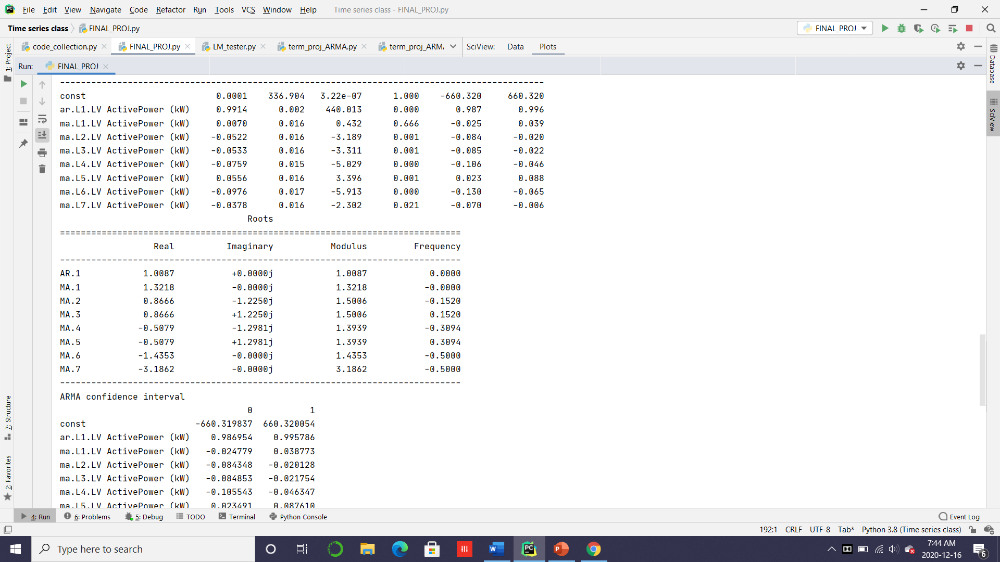 File Edit View Navigate Code Refactor Run Tools VCS Window Help Time series class - FINAL_PROJ.py
Time series class FINAL_PROJ.py FINAL_PROJ
code_collection.py FINAL_PROJ.py LM_tester.py term_proj_ARMA.py term_proj_ARM SciView: Data Plots
1: Project
Run: FINAL_PROJ
Database
SciView
const 0.0001 336.904 3.22e-07 1.000 -660.320 660.320
ar.L1.LV ActivePower (kW) 0.9914 0.002 440.013 0.000 0.987 0.996
ma.L1.LV ActivePower (kW) 0.0070 0.016 0.432 0.666 -0.025 0.039
ma.L2.LV ActivePower (kW) -0.0522 0.016 -3.189 0.001 -0.084 -0.020
ma.L3.LV ActivePower (kW) -0.0533 0.016 -3.311 0.001 -0.085 -0.022
ma.L4.LV ActivePower (kW) -0.0759 0.015 -5.029 0.000 -0.106 -0.046
ma.L5.LV ActivePower (kW) 0.0556 0.016 3.396 0.001 0.023 0.088
ma.L6.LV ActivePower (kW) -0.0976 0.017 -5.913 0.000 -0.130 -0.065
ma.L7.LV ActivePower (kW) -0.0378 0.016 -2.302 0.021 -0.070 -0.006
Roots
=============================================================================
Real Imaginary Modulus Frequency
-----------------------------------------------------------------------------
AR.1 1.0087 +0.0000j 1.0087 0.0000
MA.1 1.3218 -0.0000j 1.3218 -0.0000
MA.2 0.8666 -1.2250j 1.5006 -0.1520
MA.3 0.8666 +1.2250j 1.5006 0.1520
MA.4 -0.5079 -1.2981j 1.3939 -0.3094
MA.5 -0.5079 +1.2981j 1.3939 0.3094
MA.6 -1.4353 -0.0000j 1.4353 -0.5000
MA.7 -3.1862 -0.0000j 3.1862 -0.5000
-----------------------------------------------------------------------------
ARMA confidence interval
0 1
const -660.319837 660.320054
ar.L1.LV ActivePower (kW) 0.986954 0.995786
ma.L1.LV ActivePower (kW) -0.024779 0.038773
ma.L2.LV ActivePower (kW) -0.084348 -0.020128
ma.L3.LV ActivePower (kW) -0.084853 -0.021754
ma.L4.LV ActivePower (kW) -0.105543 -0.046347
ma.L5.LV ActivePower (kW) 0.023491 0.087610
7: Structure
2: Favorites
4: Run 6: Problems 5: Debug TODO Terminal Python Console Event Log
192:1 CRLF UTF-8 Tab* Python 3.8 (Time series class)
Type here to search
7:44 AM
2020-12-16
6